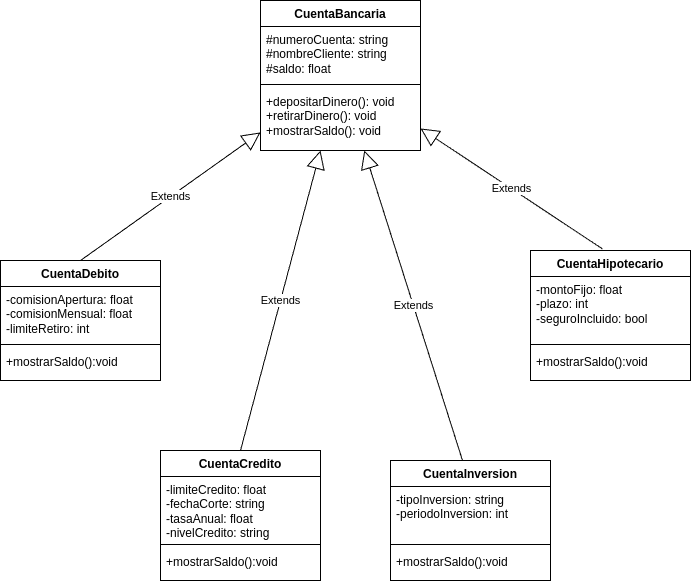 CuentaBancaria
#numeroCuenta: string
#nombreCliente: string
#saldo: float
+depositarDinero(): void
+retirarDinero(): void
+mostrarSaldo(): void
Extends
Extends
Extends
Extends
CuentaDebito
-comisionApertura: float
-comisionMensual: float
-limiteRetiro: int
+mostrarSaldo():void
CuentaHipotecario
-montoFijo: float
-plazo: int
-seguroIncluido: bool
+mostrarSaldo():void
CuentaCredito
-limiteCredito: float
-fechaCorte: string
-tasaAnual: float
-nivelCredito: string
+mostrarSaldo():void
CuentaInversion
-tipoInversion: string
-periodoInversion: int
+mostrarSaldo():void